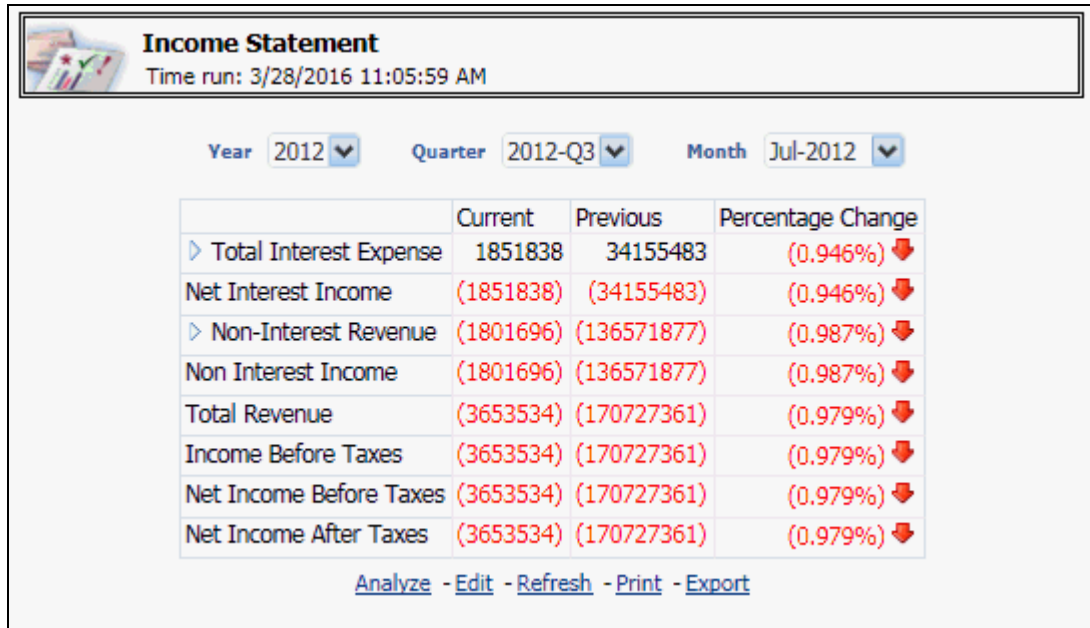 Income Statement
Time run: 3/28/2016 11:05:59 AM
Year 2012 Quarter 2012-Q3 Month Jul-2012
Current Previous Percentage Change
Total Interest Expense 1851838 34155483 (0.946%)
Net Interest Income (1851838) (34155483) (0.946%)
Non-Interest Revenue (1801696) (136571877) (0.987%)
Non Interest Income (1801696) (136571877) (0.987%)
Total Revenue (3653534) (170727361) (0.979%)
Income Before Taxes (3653534) (170727361) (0.979%)
Net Income Before Taxes (3653534) (170727361) (0.979%)
Net Income After Taxes (3653534) (170727361) (0.979%)
Analyze - Edit - Refresh - Print - Export